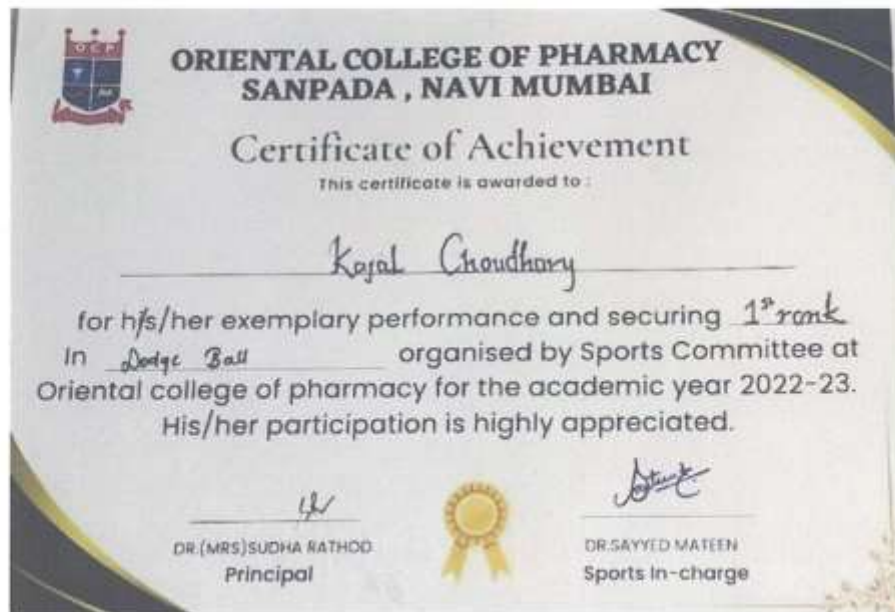 OCP
ORIENTAL COLLEGE OF PHARMACY
SANPADA , NAVI MUMBAI
Certificate of Achievement
This certificate is awarded to :
Kajal Choudhary
for his/her exemplary performance and securing 1st rank
In Dodge Ball organised by Sports Committee at
Oriental college of pharmacy for the academic year 2022-23.
His/her participation is highly appreciated.
DR.(MRS)SUDHA RATHOD
Principal
DR.SAYYED MATEEN
Sports In-charge